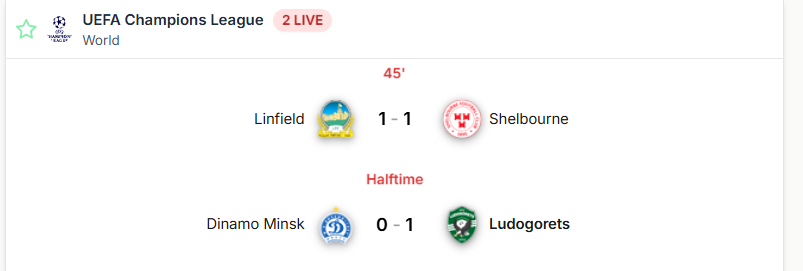 UEFA Champions League 2 LIVE
World
45'
Linfield 1 - 1 Shelbourne
Halftime
Dinamo Minsk 0 - 1 Ludogorets